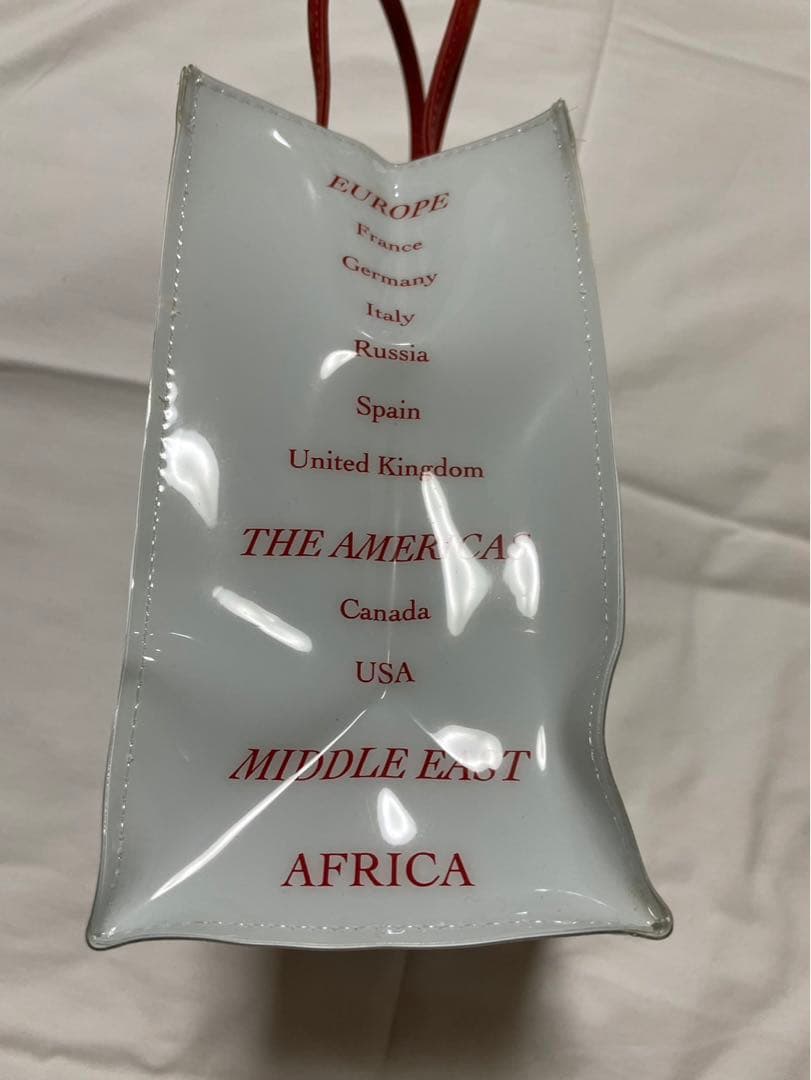 EUROPE
France
Germany
Italy
Russia
Spain
United Kingdom
THE AMERICAS
Canada
USA
MIDDLE EAST
AFRICA